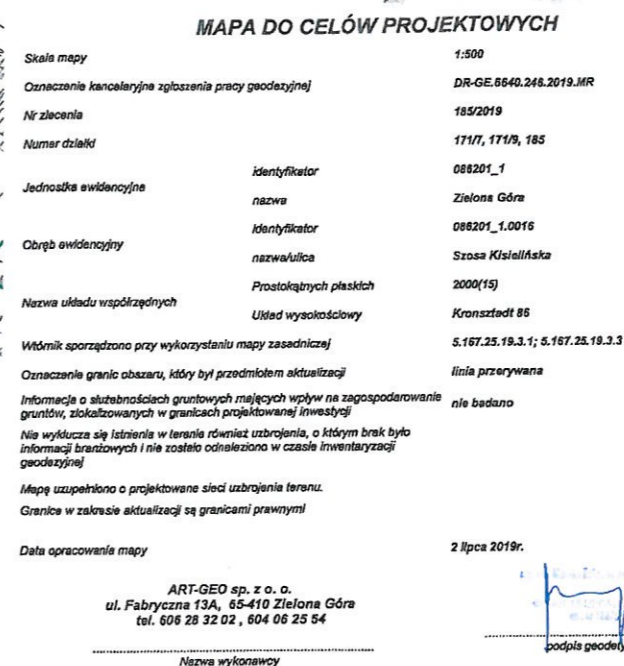 MAPA DO CELÓW PROJEKTOWYCH
Skala mapy 1:500
Oznaczenie kancelaryjne zgłoszenia pracy geodezyjnej DR-GE.6640.246.2019.MR
Nr zlecenia 185/2019
Numer działki 171/7, 171/9, 185
Jednostka ewidencyjna
identyfikator 086201_1
nazwa Zielona Góra
Obręb ewidencyjny
identyfikator 086201_1.0016
nazwa/ulica Szosa Kisielińska
Nazwa układu współrzędnych
Prostokątnych płaskich 2000(15)
Układ wysokościowy Kronsztadt 86
Wtórnik sporządzono przy wykorzystaniu mapy zasadniczej 5.167.25.19.3.1; 5.167.25.19.3.3
Oznaczenie granic obszaru, który był przedmiotem aktualizacji linia przerywana
Informacje o służebnościach gruntowych mających wpływ na zagospodarowanie
gruntów, zlokalizowanych w granicach projektowanej inwestycji nie badano
Nie wyklucza się istnienia w terenie również uzbrojenia, o którym brak było
informacji branżowych i nie zostało odnalezione w czasie inwentaryzacji
geodezyjnej
Mapę uzupełniono o projektowane sieci uzbrojenia terenu.
Granice w zakresie aktualizacji są granicami prawnymi
Data opracowania mapy 2 lipca 2019r.
ART-GEO sp. z o. o.
ul. Fabryczna 13A, 65-410 Zielona Góra
tel. 606 28 32 02 , 604 06 25 54
Nazwa wykonawcy
podpis geodety